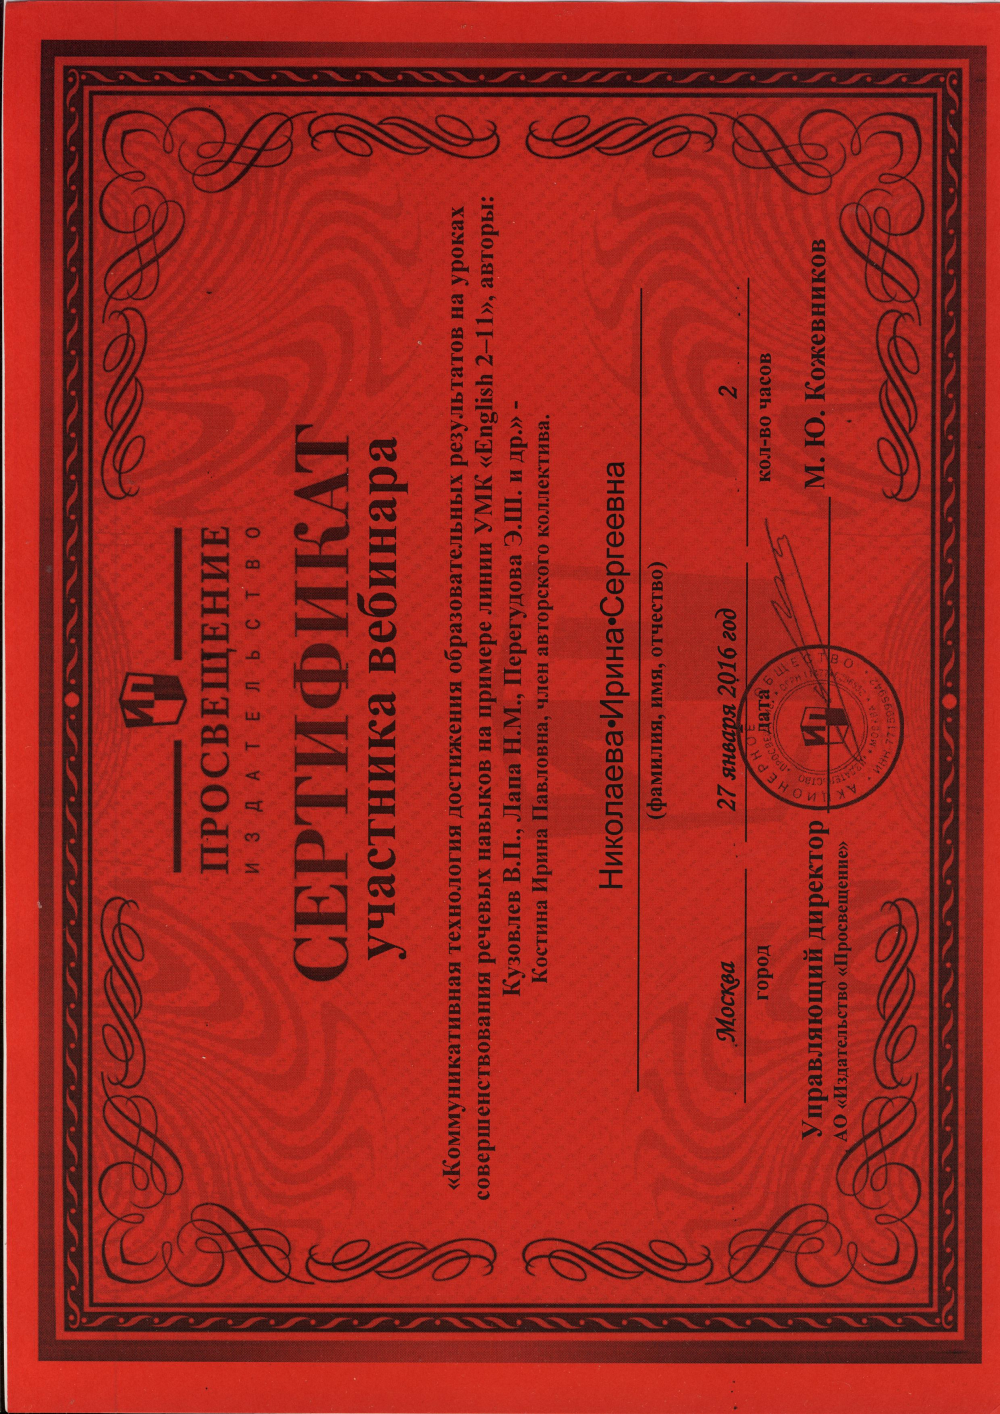 ПРОСВЕЩЕНИЕ
ИЗДАТЕЛЬСТВО
СЕРТИФИКАТ
участника вебинара
«Коммуникативная технология достижения образовательных результатов на уроках
совершенствования речевых навыков на примере линии УМК «English 2–11», авторы:
Кузовлев В.П., Лапа Н.М., Перегудова Э.Ш. и др.» -
Костина Ирина Павловна, член авторского коллектива.
Николаева•Ирина•Сергеевна
(фамилия, имя, отчество)
Москва 27 января 2016 год 2
город дата кол-во часов
Управляющий директор М. Ю. Кожевников
АО «Издательство «Просвещение»
АКЦИОНЕРНОЕ ОБЩЕСТВО